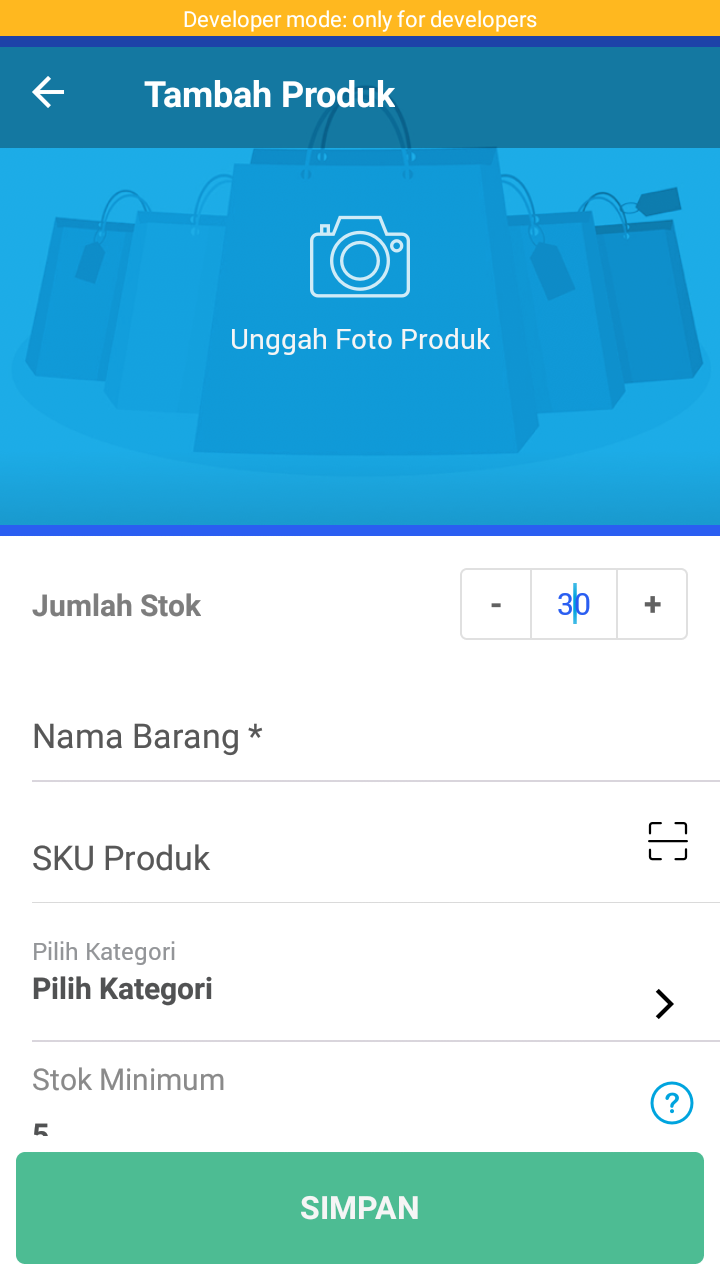 Developer mode: only for developers
Tambah Produk
Unggah Foto Produk
Jumlah Stok
- 30 +
Nama Barang *
SKU Produk
Pilih Kategori
Pilih Kategori
Stok Minimum
?
5
SIMPAN